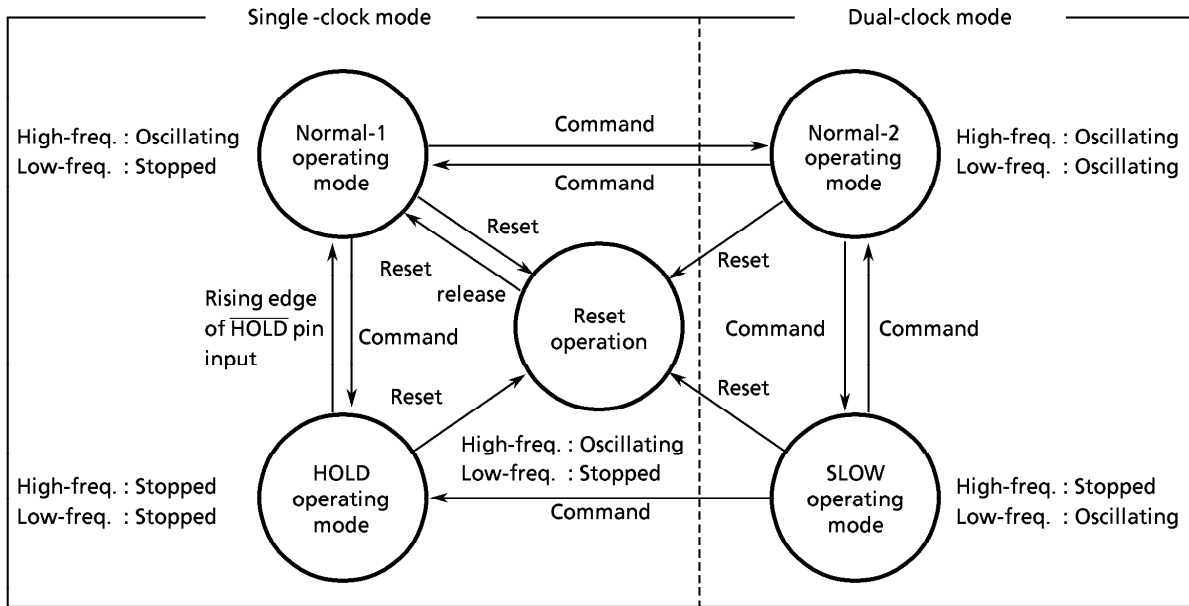 Single -clock mode
Dual-clock mode
High-freq. : Oscillating
Low-freq. : Stopped
Normal-1
operating
mode
Command
Command
Normal-2
operating
mode
High-freq. : Oscillating
Low-freq. : Oscillating
Reset
Reset
release
Reset
Rising edge
of HOLD pin
input
Command
Reset
operation
Command
Command
Reset
Reset
High-freq. : Oscillating
Low-freq. : Stopped
High-freq. : Stopped
Low-freq. : Stopped
HOLD
operating
mode
Command
SLOW
operating
mode
High-freq. : Stopped
Low-freq. : Oscillating